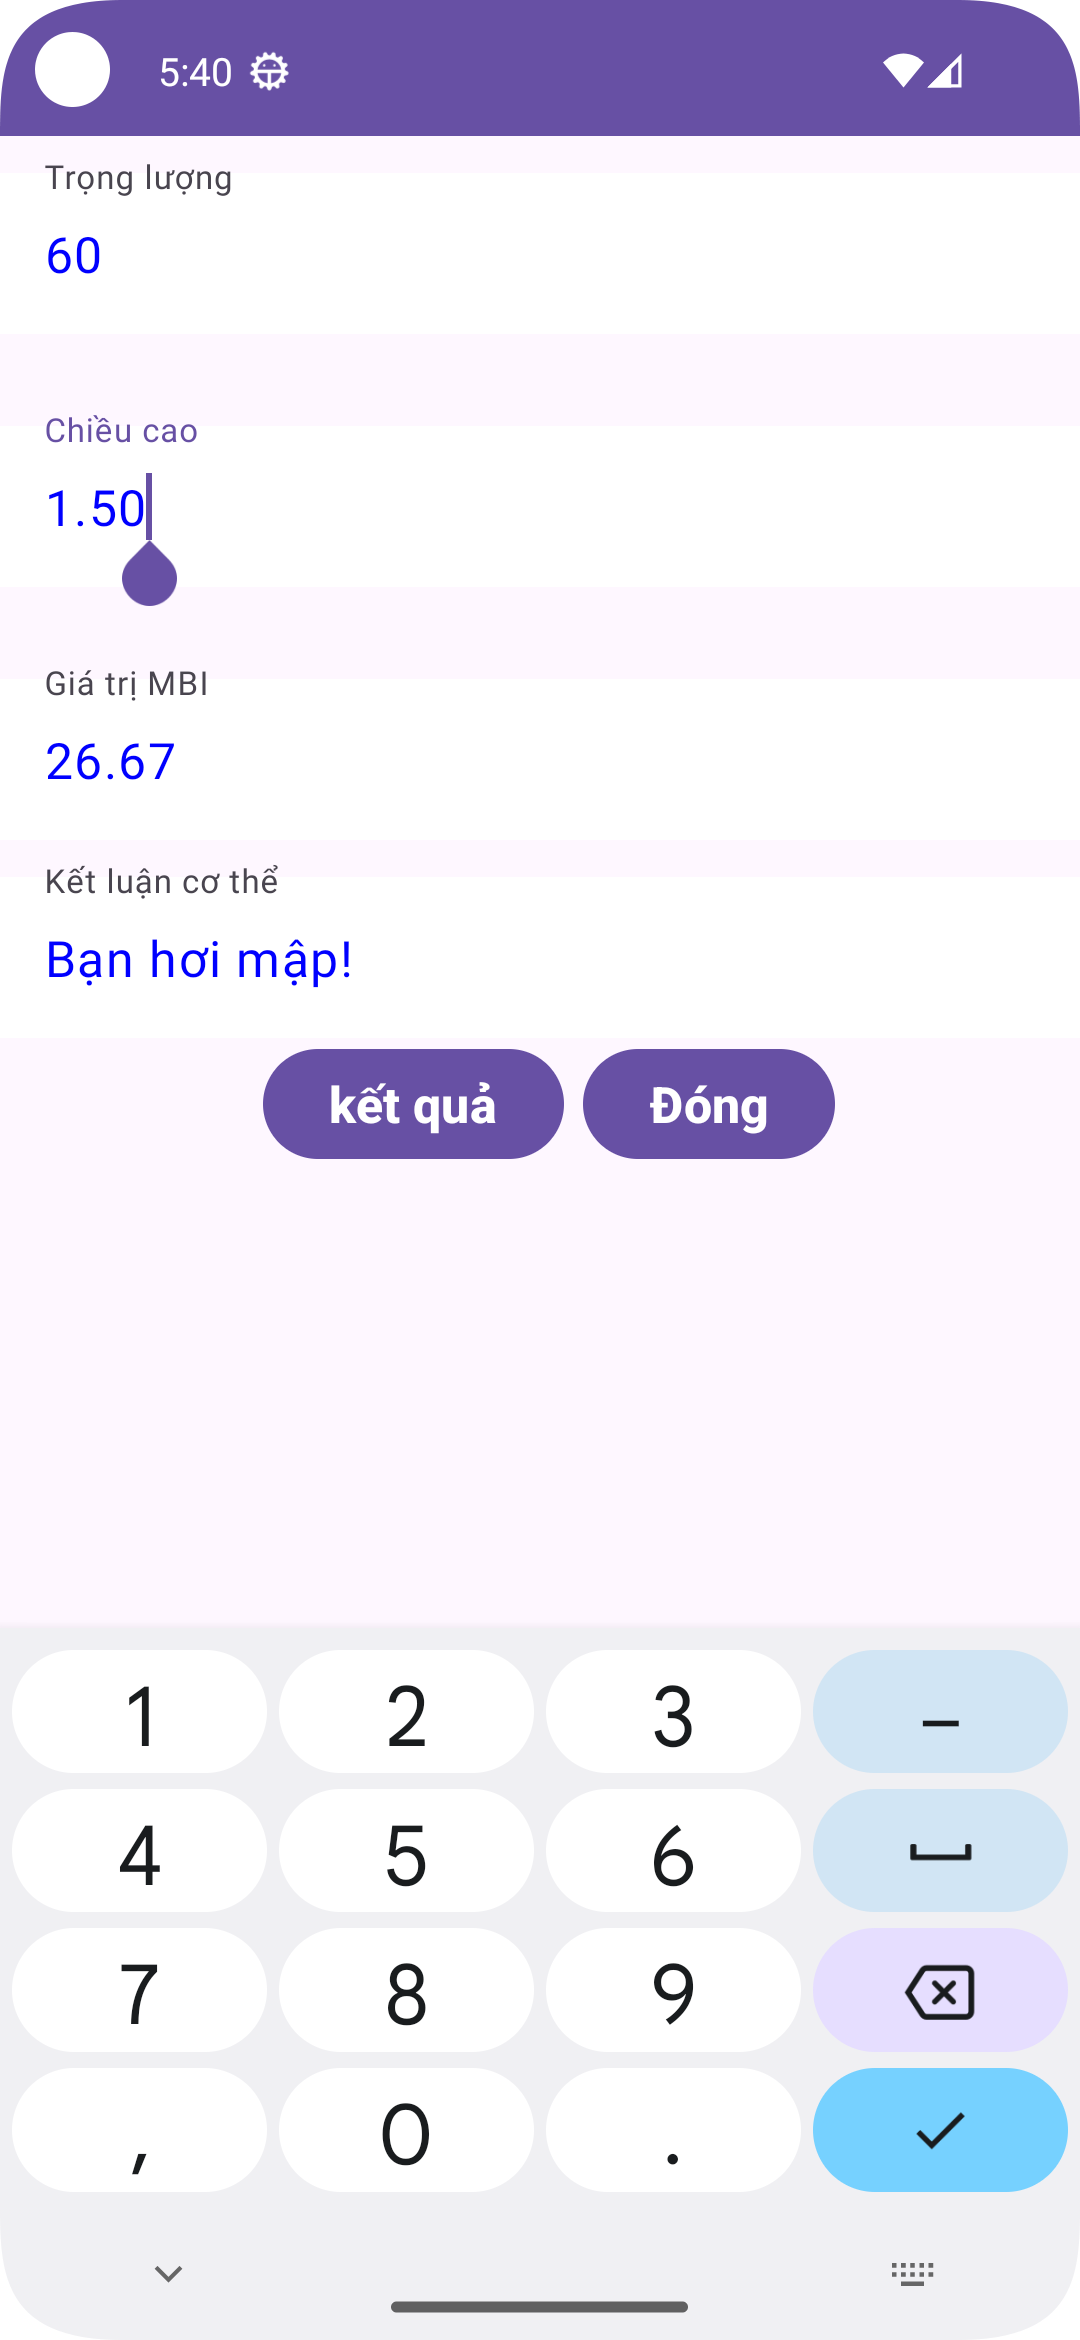 5:40
Trọng lượng
60
Chiều cao
1.50
Giá trị MBI
26.67
Kết luận cơ thể
Bạn hơi mập!
kết quả Đóng
1 2 3 –
4 5 6
7 8 9
, 0 .